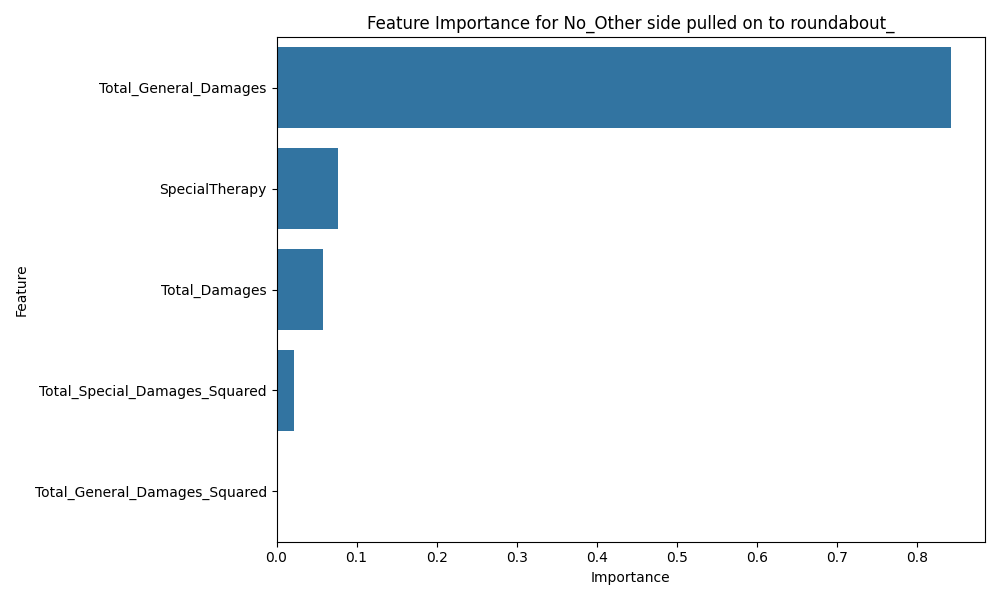 Feature Importance for No_Other side pulled on to roundabout_
Feature
Total_General_Damages
SpecialTherapy
Total_Damages
Total_Special_Damages_Squared
Total_General_Damages_Squared
0.0 0.1 0.2 0.3 0.4 0.5 0.6 0.7 0.8
Importance